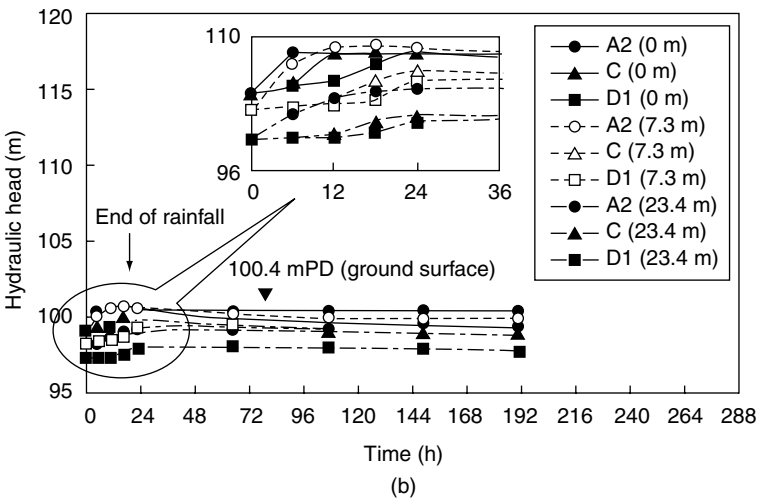 (b)
120
115
110
105
100
95
Hydraulic head (m)
0 24 48 72 96 120 144 168 192 216 240 264 288
Time (h)
End of rainfall
100.4 mPD (ground surface)
110
96
0 12 24 36
A2 (0 m)
C (0 m)
D1 (0 m)
A2 (7.3 m)
C (7.3 m)
D1 (7.3 m)
A2 (23.4 m)
C (23.4 m)
D1 (23.4 m)
(b)